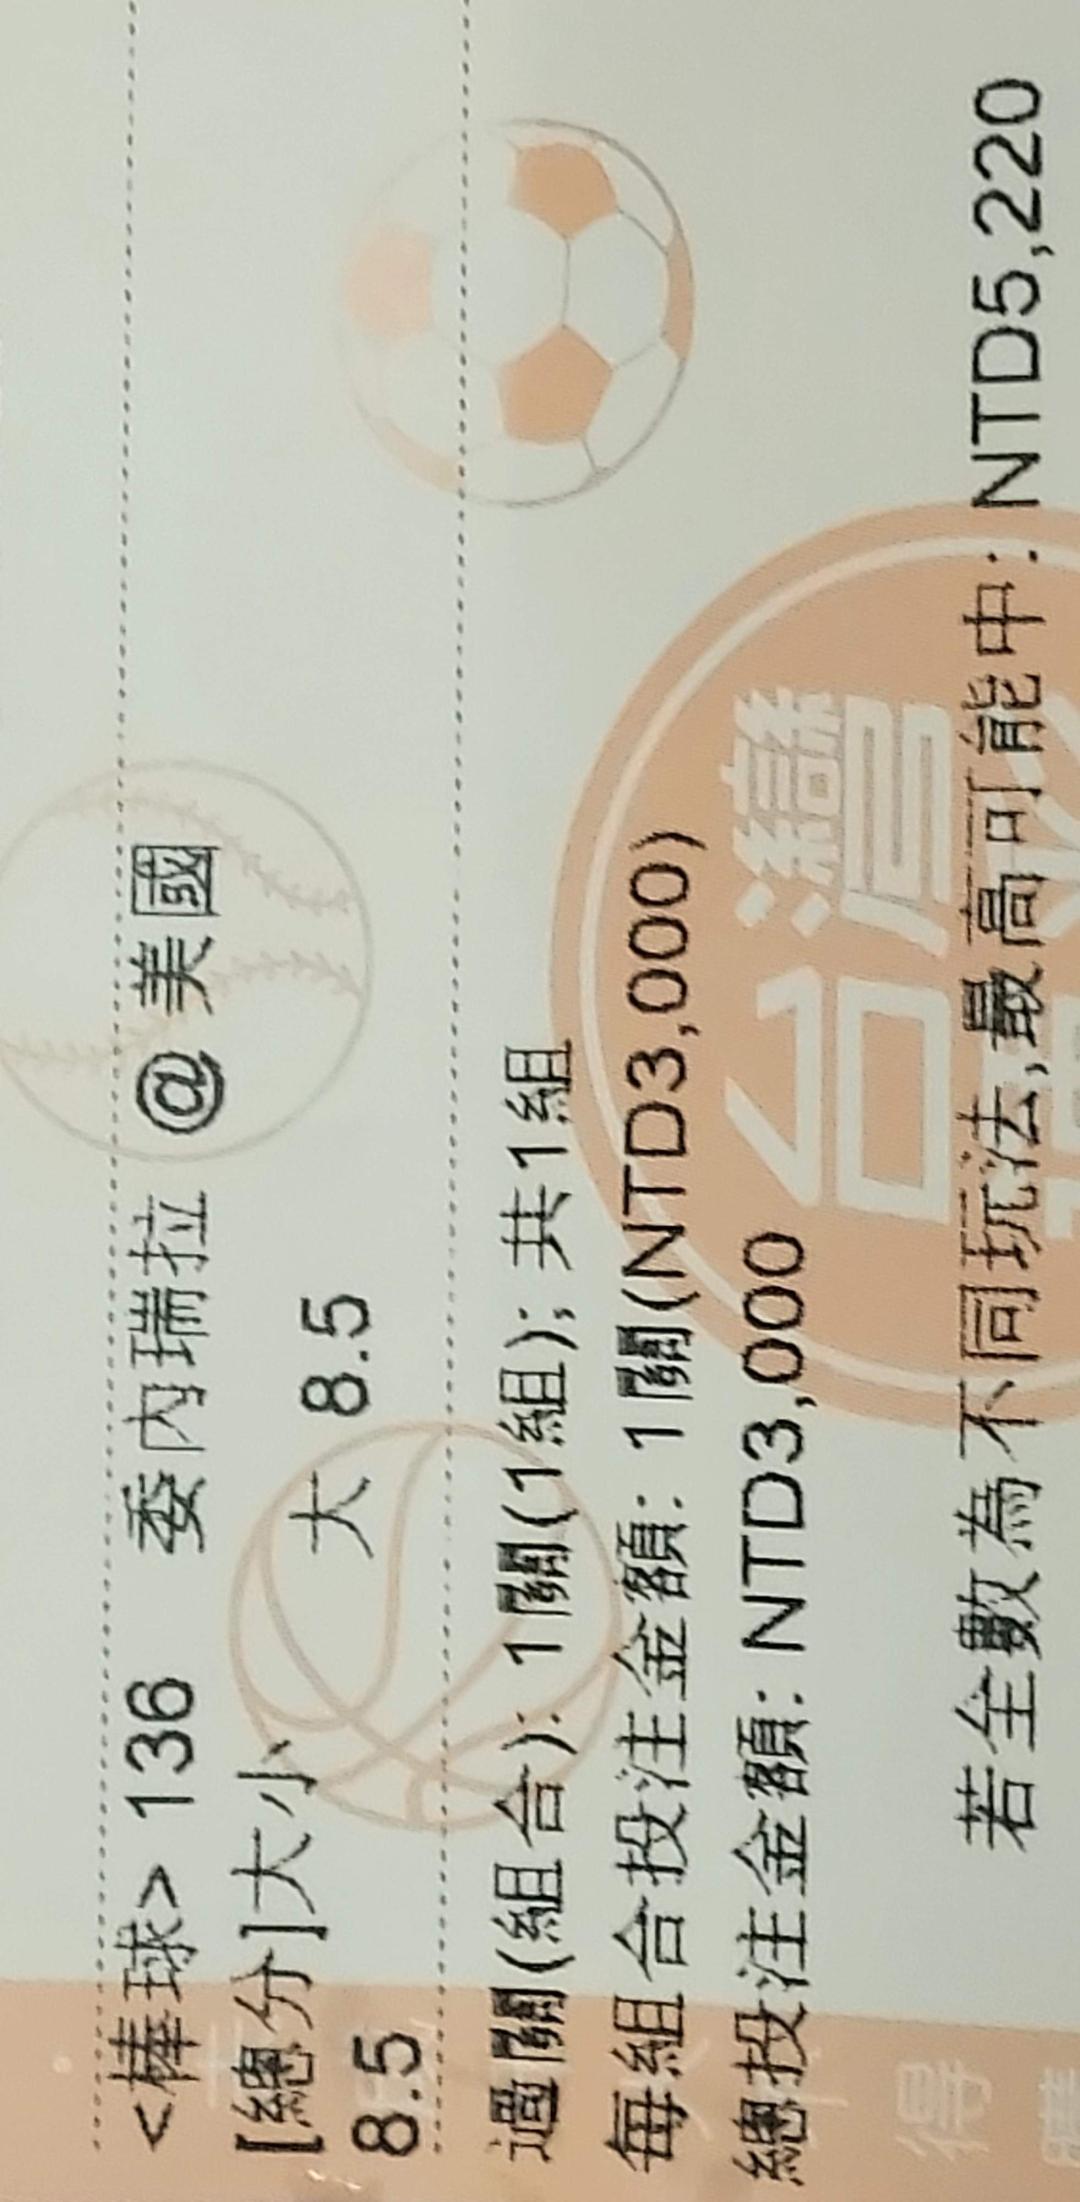 <棒球> 136 委內瑞拉 @ 美國
[總分]大小 大 8.5
8.5
過關(組合): 1關(1組); 共1組
每組合投注金額: 1關(NTD3,000)
總投注金額: NTD3,000
台灣
若全數為不同玩法,最高可能中: NTD5,220